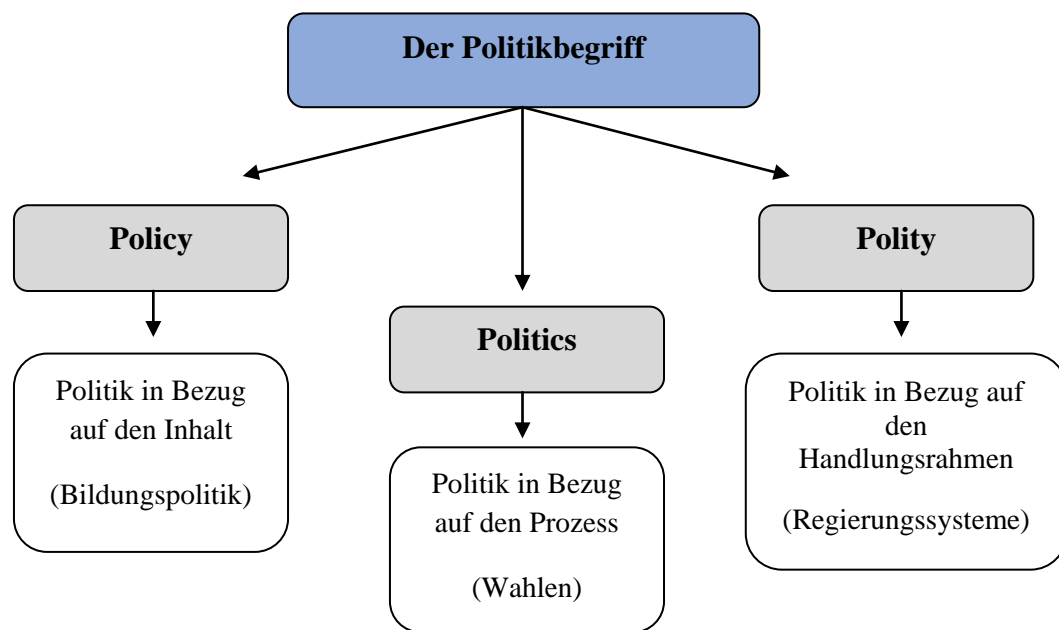 Der Politikbegriff
Policy
Politik in Bezug
auf den Inhalt
(Bildungspolitik)
Politics
Politik in Bezug
auf den Prozess
(Wahlen)
Polity
Politik in Bezug auf
den
Handlungsrahmen
(Regierungssysteme)